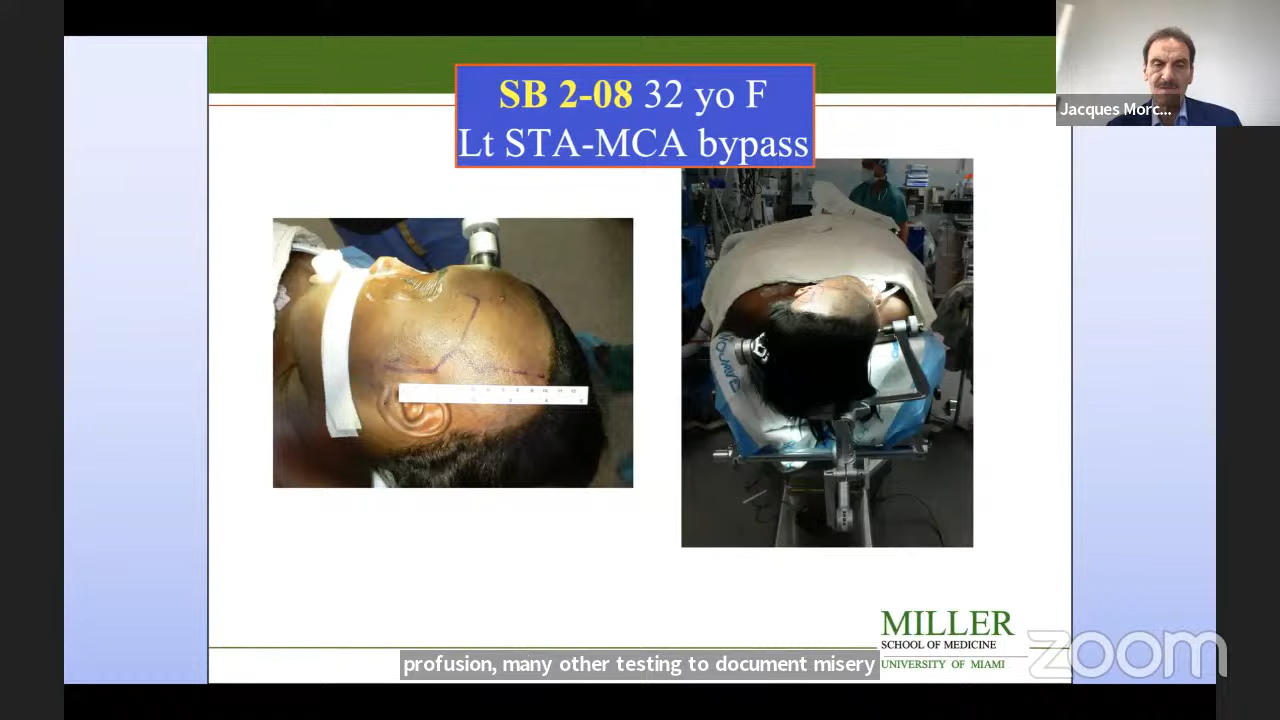 SB 2-08 32 yo F
Lt STA-MCA bypass
Jacques Morc...
MILLER
SCHOOL OF MEDICINE
UNIVERSITY OF MIAMI
zoom
profusion, many other testing to document misery